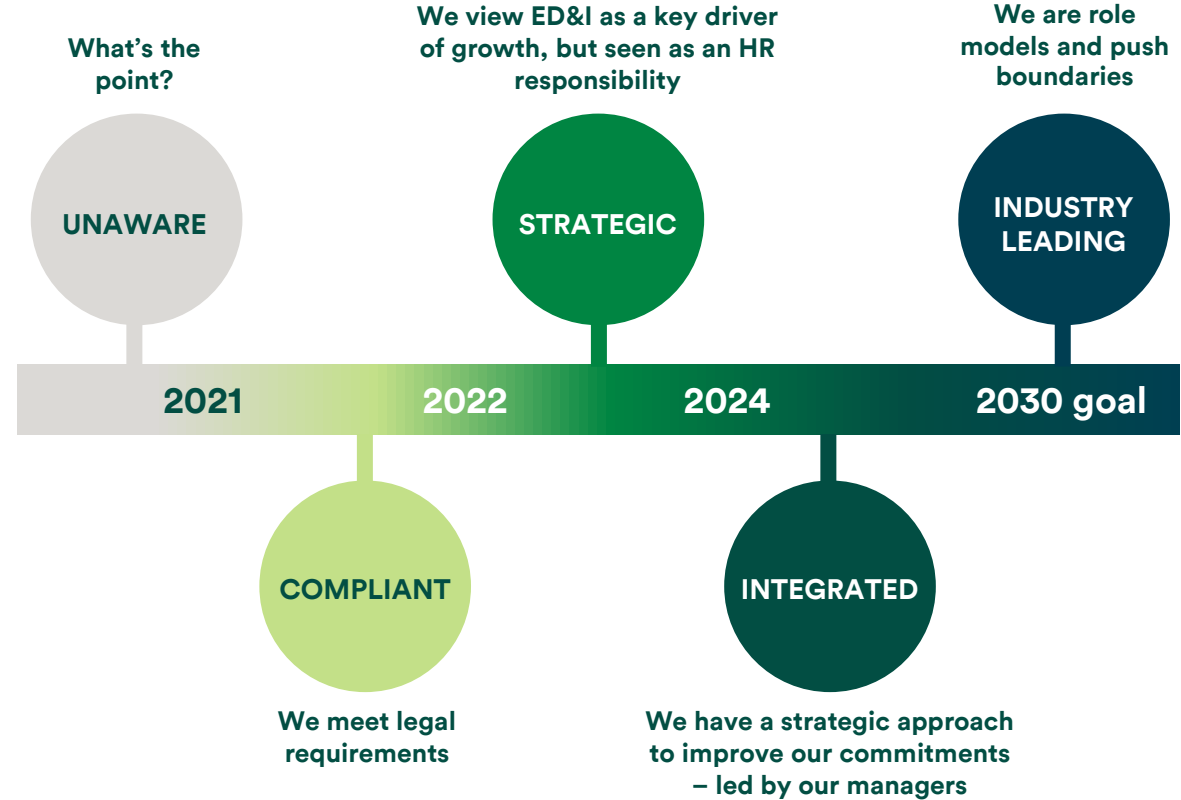 What's the
point?
We view ED&I as a key driver
of growth, but seen as an HR
responsibility
We are role
models and push
boundaries
UNAWARE
STRATEGIC
INDUSTRY
LEADING
2021
2022
2024
2030 goal
COMPLIANT
INTEGRATED
We meet legal
requirements
We have a strategic approach
to improve our commitments
– led by our managers